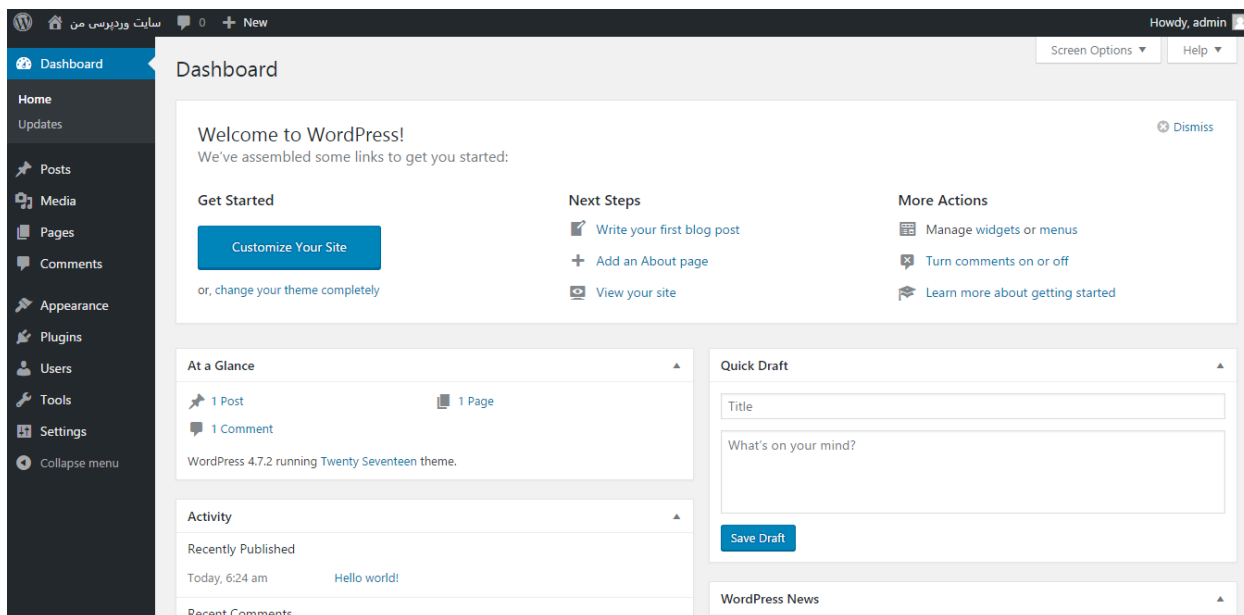 سایت وردپرسی من 0 New Howdy, admin
Screen Options Help
Dashboard
Home
Updates
Posts
Media
Pages
Comments
Appearance
Plugins
Users
Tools
Settings
Collapse menu
Dashboard
Welcome to WordPress!
We've assembled some links to get you started:
Dismiss
Get Started
Customize Your Site
or, change your theme completely
Next Steps
Write your first blog post
Add an About page
View your site
More Actions
Manage widgets or menus
Turn comments on or off
Learn more about getting started
At a Glance
1 Post 1 Page
1 Comment
WordPress 4.7.2 running Twenty Seventeen theme.
Activity
Recently Published
Today, 6:24 am Hello world!
Recent Comments
Quick Draft
Title
What's on your mind?
Save Draft
WordPress News